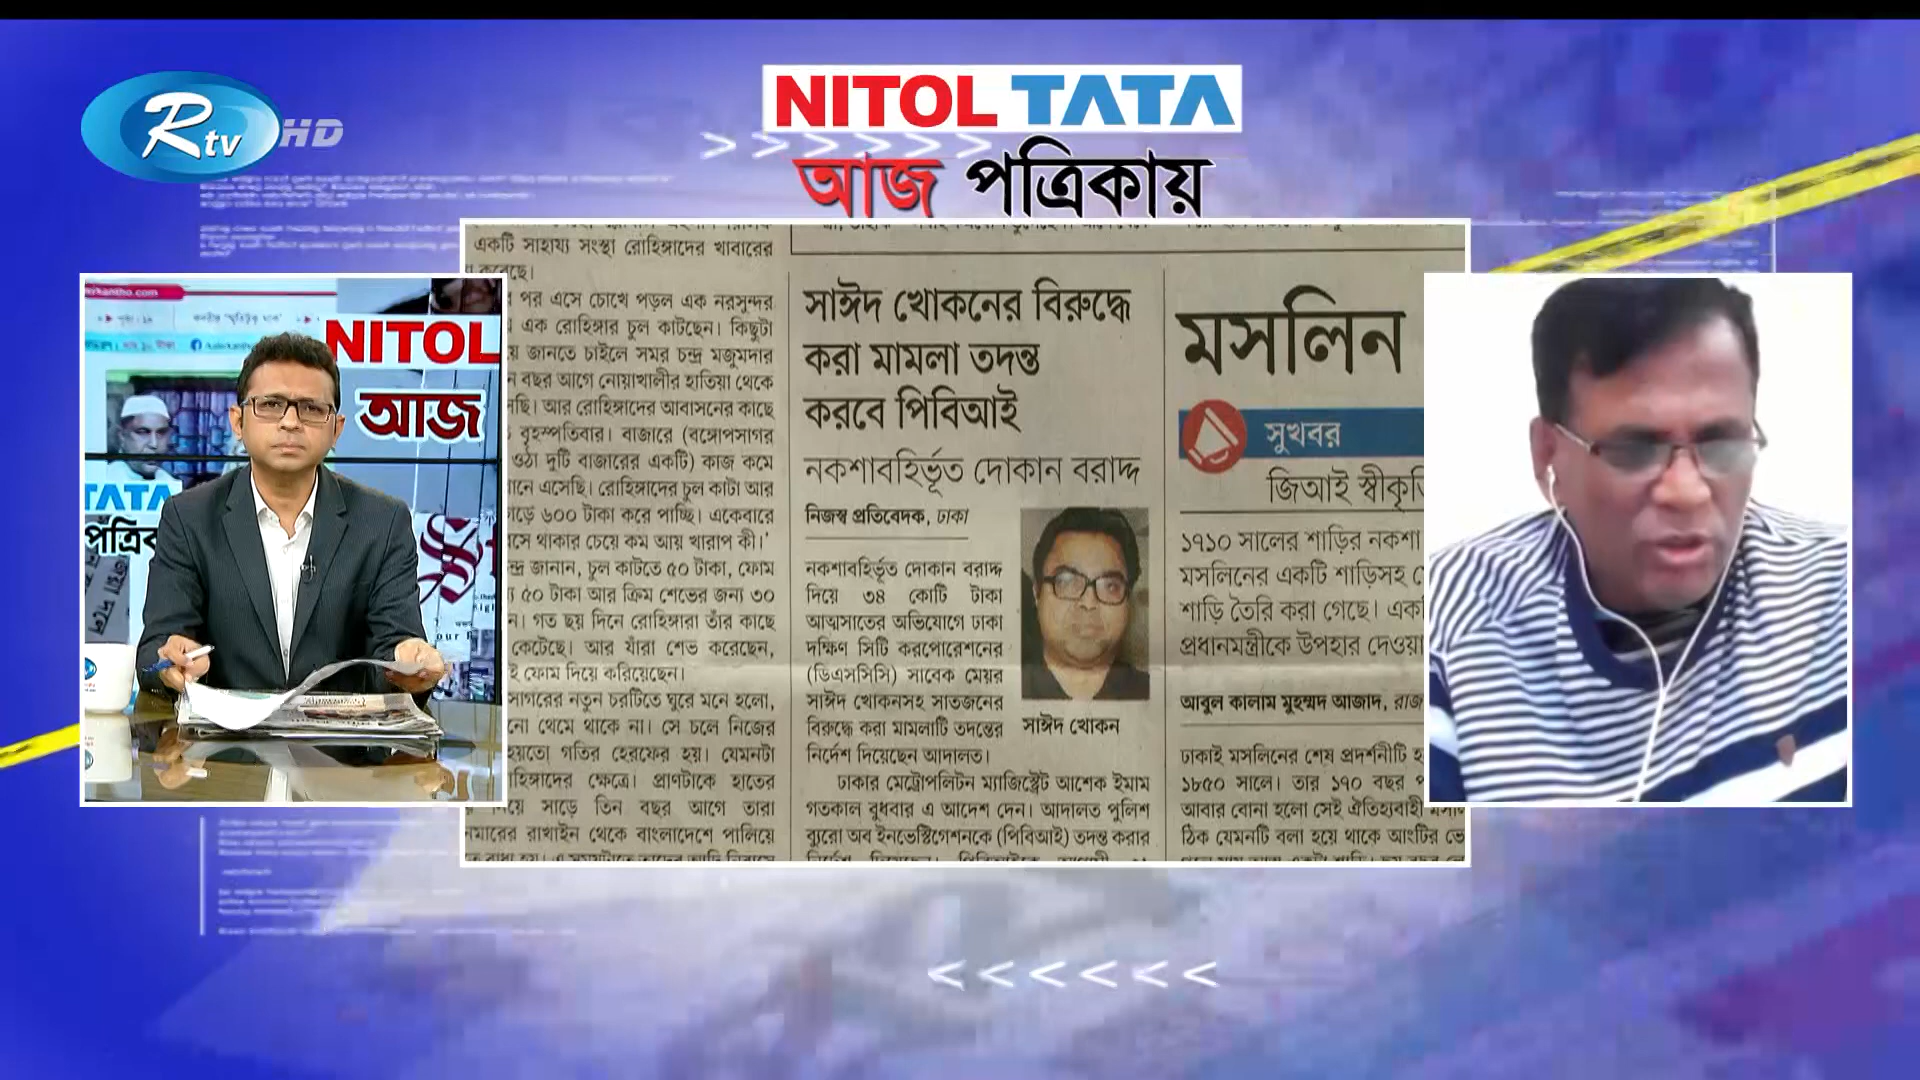 Rtv HD
NITOL TATA
আজ পত্রিকায়
NITOL
আজ
TATA
একটি সাহায্য সংস্থা রোহিঙ্গাদের খাবারের
পর এসে চোখে পড়ল এক নরসুন্দর
এক রোহিঙ্গার চুল কাটছেন। কিছুটা
জানতে চাইলে সমর চন্দ্র মজুমদার
বছর আগে নোয়াখালীর হাতিয়া থেকে
আর রোহিঙ্গাদের আবাসনের কাছে
বৃহস্পতিবার। বাজারে (বঙ্গোপসাগর
ওঠা দুটি বাজারের একটি) কাজ কমে
এসেছি। রোহিঙ্গাদের চুল কাটা আর
৬০০ টাকা করে পাচ্ছি। একেবারে
থাকার চেয়ে কম আয় খারাপ কী।'
জানান, চুল কাটতে ৫০ টাকা, ফোম
৫০ টাকা আর ক্রিম শেভের জন্য ৩০
গত ছয় দিনে রোহিঙ্গারা তাঁর কাছে
কেটেছে। আর যাঁরা শেভ করেছেন,
ফোম দিয়ে করিয়েছেন।
সাগরের নতুন চরটিতে ঘুরে মনে হলো,
থেমে থাকে না। সে চলে নিজের
গতির হেরফের হয়। যেমনটা
ক্ষেত্রে। প্রাণটাকে হাতের
সাড়ে তিন বছর আগে তারা
রাখাইন থেকে বাংলাদেশে পালিয়ে
সাঈদ খোকনের বিরুদ্ধে
করা মামলা তদন্ত
করবে পিবিআই
নকশাবহির্ভূত দোকান বরাদ্দ
নিজস্ব প্রতিবেদক, ঢাকা
নকশাবহির্ভূত দোকান বরাদ্দ
দিয়ে ৩৪ কোটি টাকা
আত্মসাতের অভিযোগে ঢাকা
দক্ষিণ সিটি করপোরেশনের
(ডিএসসিসি) সাবেক মেয়র
সাঈদ খোকনসহ সাতজনের
বিরুদ্ধে করা মামলাটি তদন্তের
নির্দেশ দিয়েছেন আদালত।
সাঈদ খোকন
ঢাকার মেট্রোপলিটন ম্যাজিস্ট্রেট আশেক ইমাম
গতকাল বুধবার এ আদেশ দেন। আদালত পুলিশ
ব্যুরো অব ইনভেস্টিগেশনকে (পিবিআই) তদন্ত করার
মসলিন
সুখবর
জিআই স্বীকৃতি
১৭১০ সালের শাড়ির নকশা
মসলিনের একটি শাড়িসহ
শাড়ি তৈরি করা গেছে।
প্রধানমন্ত্রীকে উপহার দেওয়া
আবুল কালাম মুহম্মদ আজাদ,
ঢাকাই মসলিনের শেষ প্রদর্শনীটি
১৮৫০ সালে। তার ১৭০ বছর
আবার বোনা হলো সেই ঐতিহ্যবাহী
ঠিক যেমনটি বলা হয়ে থাকে আংটির